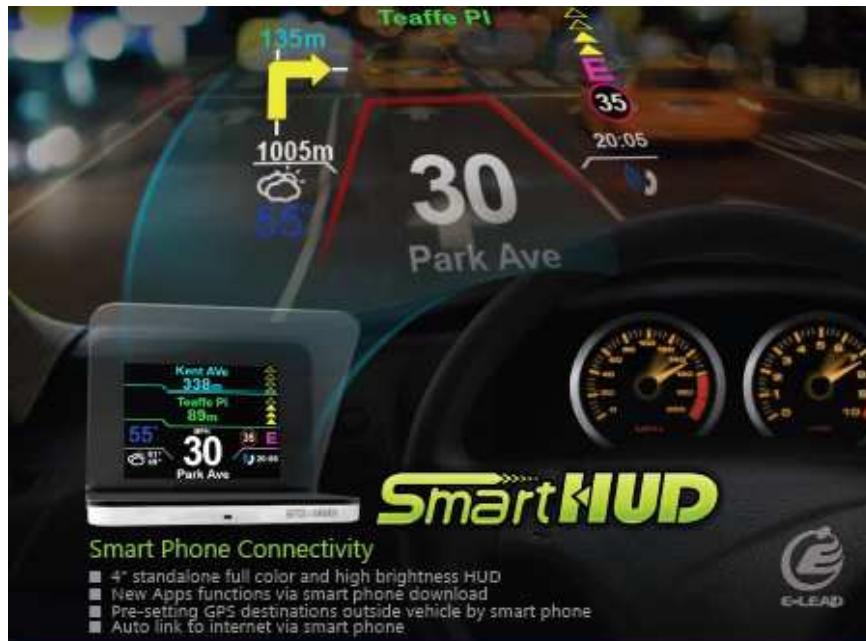 Teaffe Pl
135m
E
35
1005m
20:05
30
55°
Park Ave
Kent AVe
338m
Teaffe Pl
89m
55°
MPH
30
35
E
20:05
Park Ave
SmartHUD
Smart Phone Connectivity
■ 4" standalone full color and high brightness HUD
■ New Apps functions via smart phone download
■ Pre-setting GPS destinations outside vehicle by smart phone
■ Auto link to internet via smart phone
E-LEAD